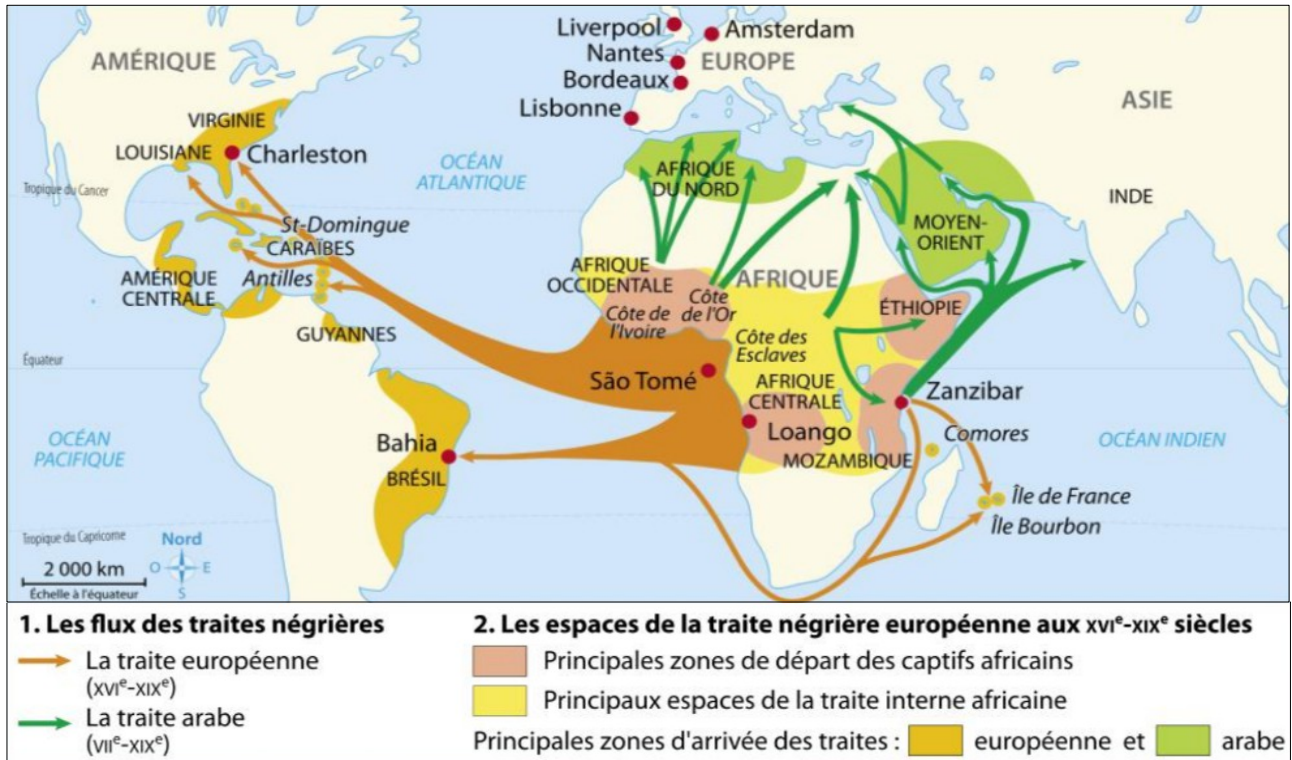 Liverpool
Amsterdam
Nantes
EUROPE
Bordeaux
Lisbonne
AMÉRIQUE
ASIE
VIRGINIE
LOUISIANE
Charleston
OCÉAN
ATLANTIQUE
AFRIQUE
DU NORD
Tropique du Cancer
INDE
St-Domingue
CARAÏBES
MOYEN-
ORIENT
AMÉRIQUE
CENTRALE
Antilles
AFRIQUE
OCCIDENTALE
AFRIQUE
Côte de
l'Ivoire
Côte
de l'Or
ÉTHIOPIE
GUYANNES
Côte des
Esclaves
Équateur
São Tomé
AFRIQUE
CENTRALE
Zanzibar
Loango
Comores
OCÉAN
PACIFIQUE
Bahia
BRÉSIL
MOZAMBIQUE
OCÉAN INDIEN
Île de France
Île Bourbon
Tropique du Capricorne
Nord
O
E
S
2 000 km
Échelle à l'équateur
1. Les flux des traites négrières
La traite européenne
(XVIe-XIXe)
La traite arabe
(VIIe-XIXe)
2. Les espaces de la traite négrière européenne aux XVIe-XIXe siècles
Principales zones de départ des captifs africains
Principaux espaces de la traite interne africaine
Principales zones d'arrivée des traites : européenne et arabe